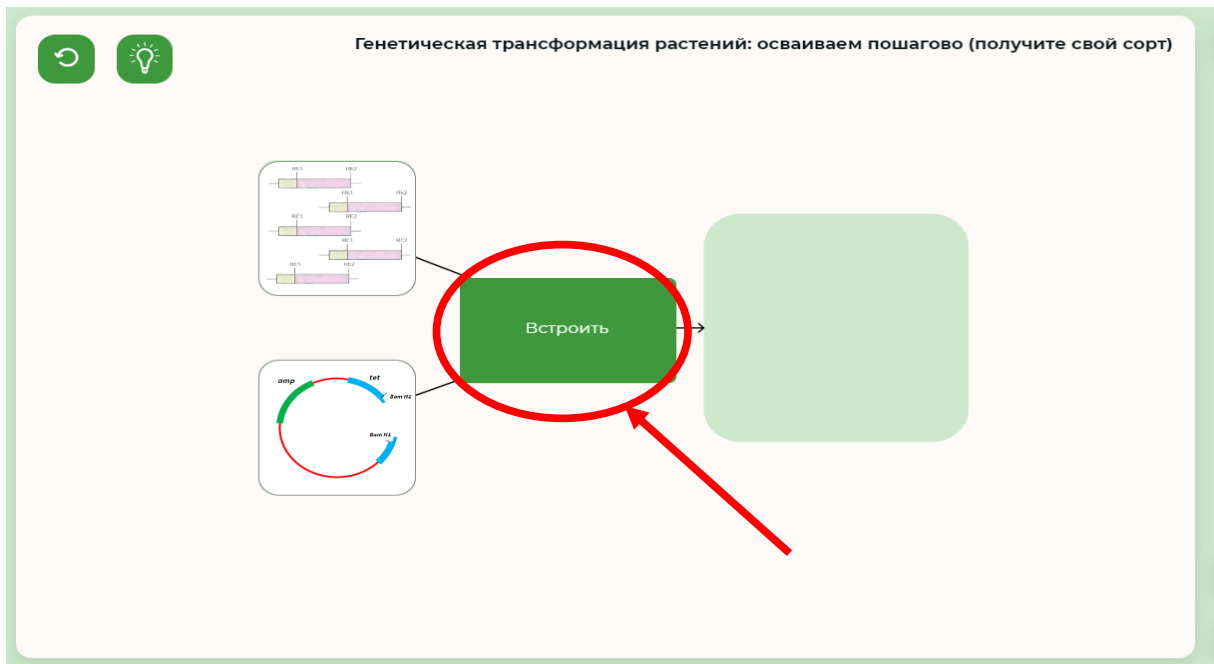 Генетическая трансформация растений: осваиваем пошагово (получите свой сорт)
RE1 RE2
RE1 RE2
RE1 RE2
RE1 RE2
RE1 RE2
Встроить
amp
tet
Bam H1
Bam H1